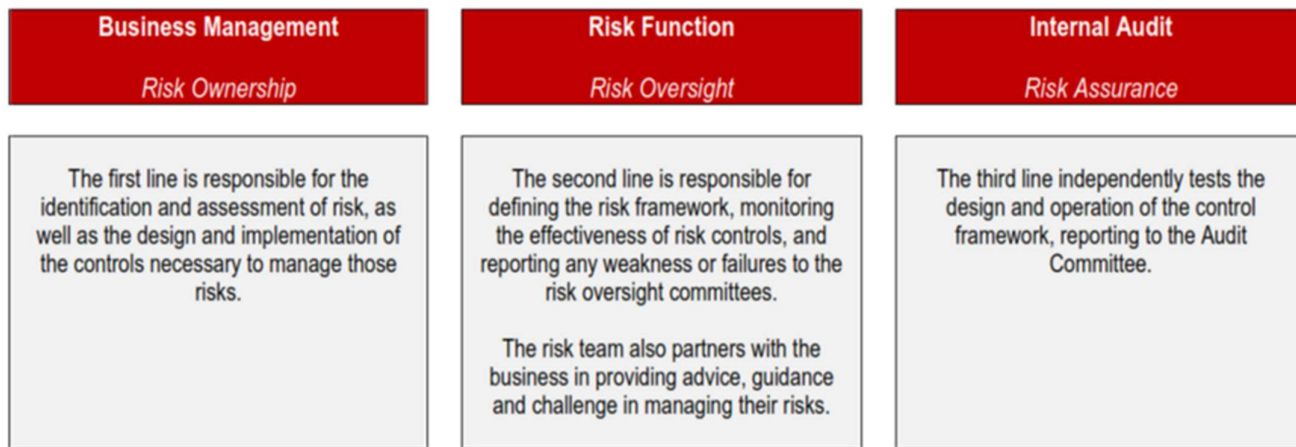 Business Management
Risk Ownership
The first line is responsible for the
identification and assessment of risk, as
well as the design and implementation of
the controls necessary to manage those
risks.
Risk Function
Risk Oversight
The second line is responsible for
defining the risk framework, monitoring
the effectiveness of risk controls, and
reporting any weakness or failures to the
risk oversight committees.
The risk team also partners with the
business in providing advice, guidance
and challenge in managing their risks.
Internal Audit
Risk Assurance
The third line independently tests the
design and operation of the control
framework, reporting to the Audit
Committee.